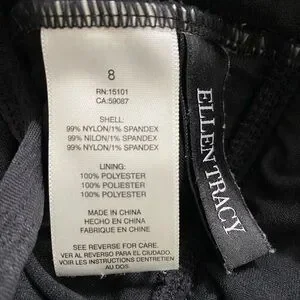 8
RN:15101
CA:59087
SHELL:
99% NYLON/1% SPANDEX
99% NILON/1% SPANDEX
99% NYLON/1% SPANDEX
LINING:
100% POLYESTER
100% POLYESTER
100% POLYESTER
MADE IN CHINA
HECHO EN CHINA
FABRIQUE EN CHINE
SEE REVERSE FOR CARE.
VER AL REVERSO PARA EL CUIDADO.
VOIR LES INSTRUCTIONS D'ENTRETIEN
AU DOS
ELLEN TRACY